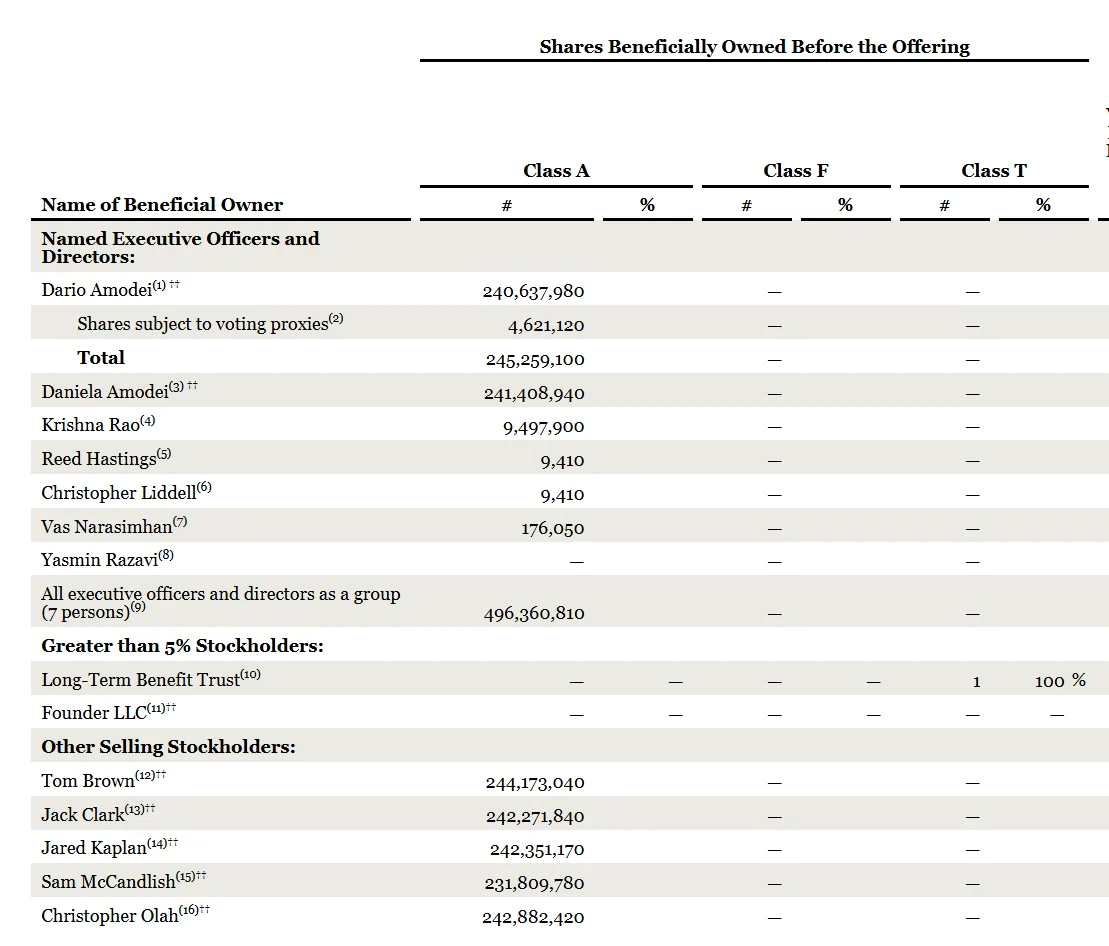 Shares Beneficially Owned Before the Offering
Class A Class F Class T
Name of Beneficial Owner # % # % # %
Named Executive Officers and
Directors:
Dario Amodei(1) †† 240,637,980 — —
Shares subject to voting proxies(2) 4,621,120 — —
Total 245,259,100 — —
Daniela Amodei(3) †† 241,408,940 — —
Krishna Rao(4) 9,497,900 — —
Reed Hastings(5) 9,410 — —
Christopher Liddell(6) 9,410 — —
Vas Narasimhan(7) 176,050 — —
Yasmin Razavi(8) — — —
All executive officers and directors as a group
(7 persons)(9) 496,360,810 — —
Greater than 5% Stockholders:
Long-Term Benefit Trust(10) — — — — 1 100 %
Founder LLC(11)†† — — — — — —
Other Selling Stockholders:
Tom Brown(12)†† 244,173,040 — —
Jack Clark(13)†† 242,271,840 — —
Jared Kaplan(14)†† 242,351,170 — —
Sam McCandlish(15)†† 231,809,780 — —
Christopher Olah(16)†† 242,882,420 — —